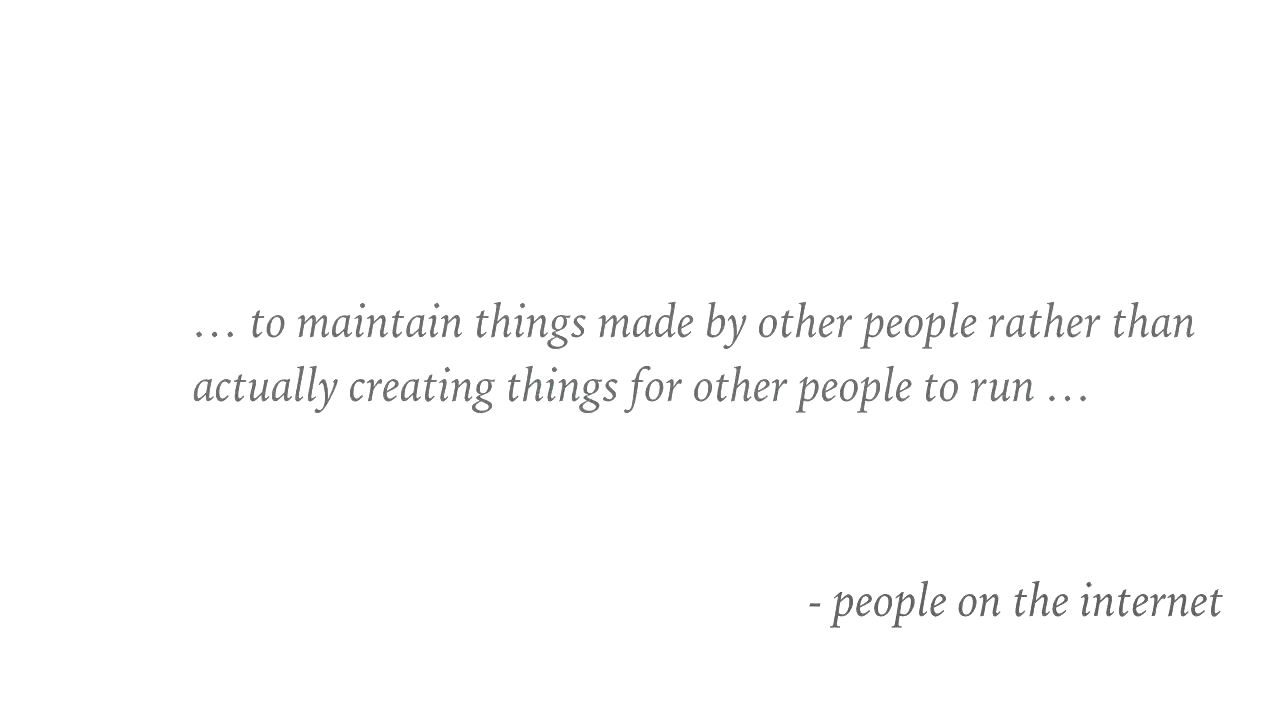 … to maintain things made by other people rather than
actually creating things for other people to run …
- people on the internet